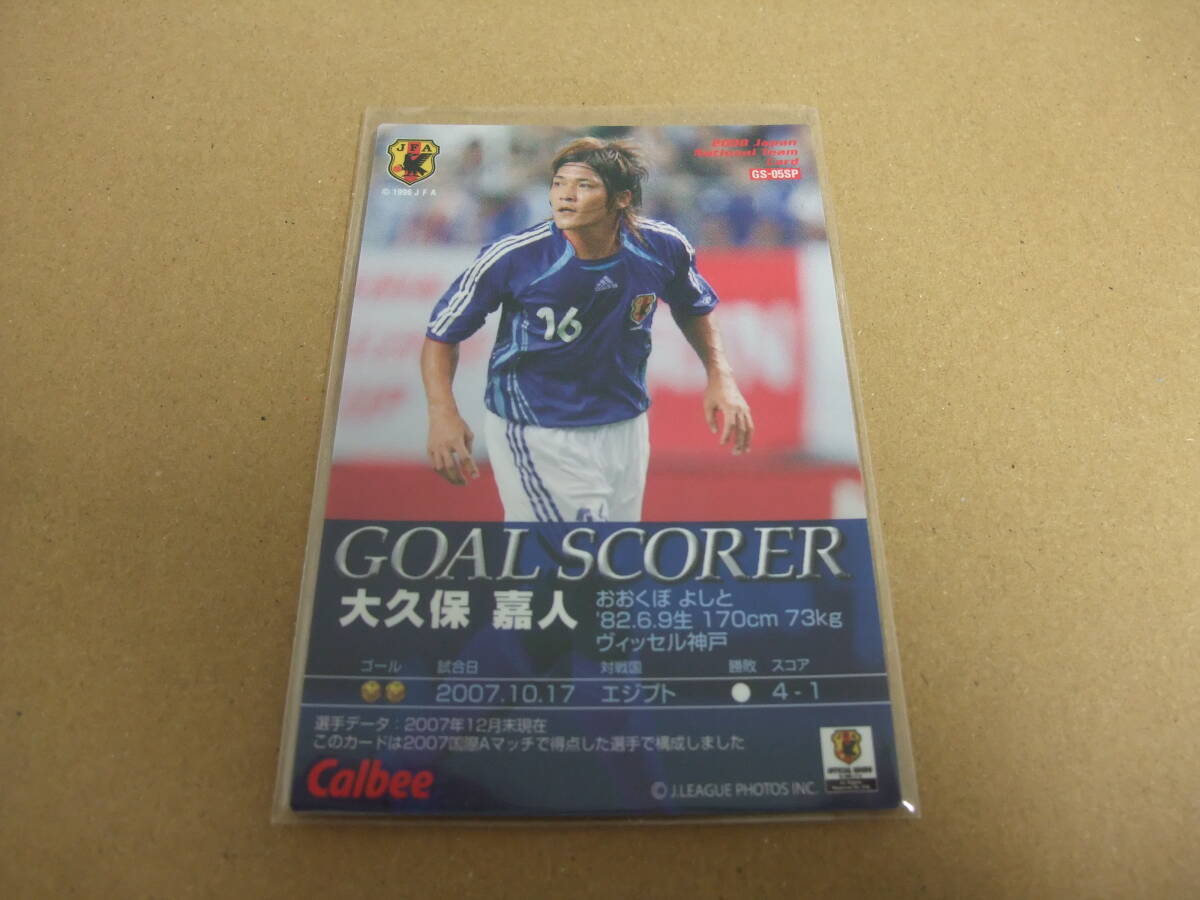 JFA
© 1996 J F A
2008 Japan
National Team
Card
GS-05SP
adidas
16
GOAL SCORER
大久保 嘉人
おおくぼ よしと
'82.6.9生 170cm 73kg
ヴィッセル神戸
ゴール 試合日 対戦国 勝敗 スコア
2007.10.17 エジプト 4 - 1
選手データ：2007年12月末現在
このカードは2007国際Aマッチで得点した選手で構成しました
Calbee
© J.LEAGUE PHOTOS INC.